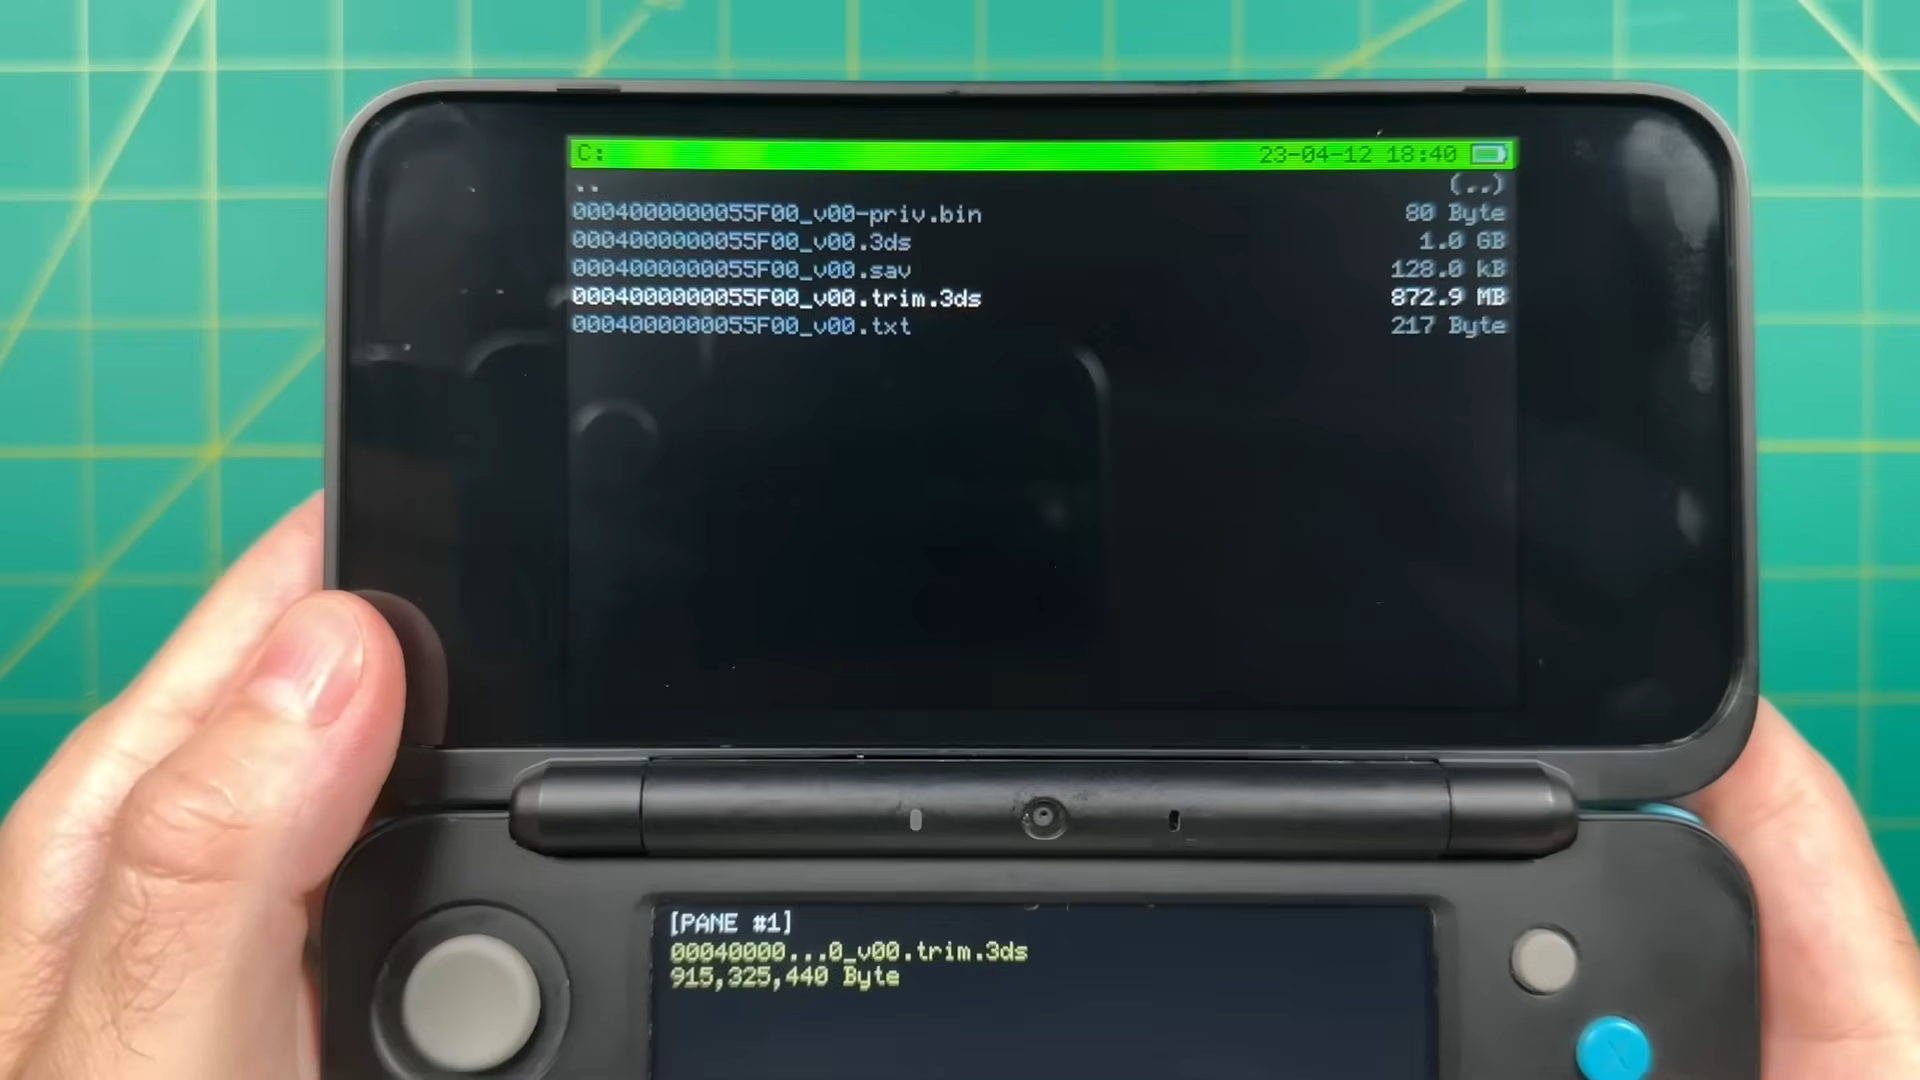 C: 23-04-12 18:40
.. (..)
0004000000055F00_v00-priv.bin 80 Byte
0004000000055F00_v00.3ds 1.0 GB
0004000000055F00_v00.sav 128.0 kB
0004000000055F00_v00.trim.3ds 872.9 MB
0004000000055F00_v00.txt 217 Byte
[PANE #1]
00040000...0_v00.trim.3ds
915,325,440 Byte